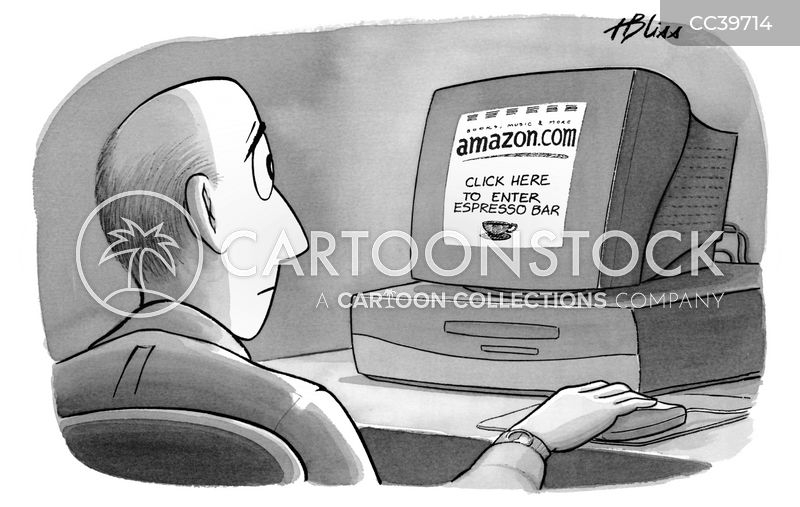 HBliss
CC39714
BOOKS, MUSIC & MORE
amazon.com
CLICK HERE
TO ENTER
ESPRESSO BAR
CARTOONSTOCK
A CARTOON COLLECTIONS COMPANY